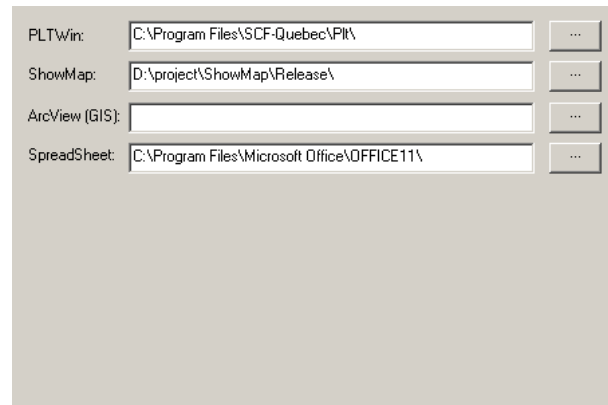 PLTWin: C:\Program Files\SCF-Quebec\Plt\ ...
ShowMap: D:\project\ShowMap\Release\ ...
ArcView (GIS): ...
SpreadSheet: C:\Program Files\Microsoft Office\OFFICE11\ ...